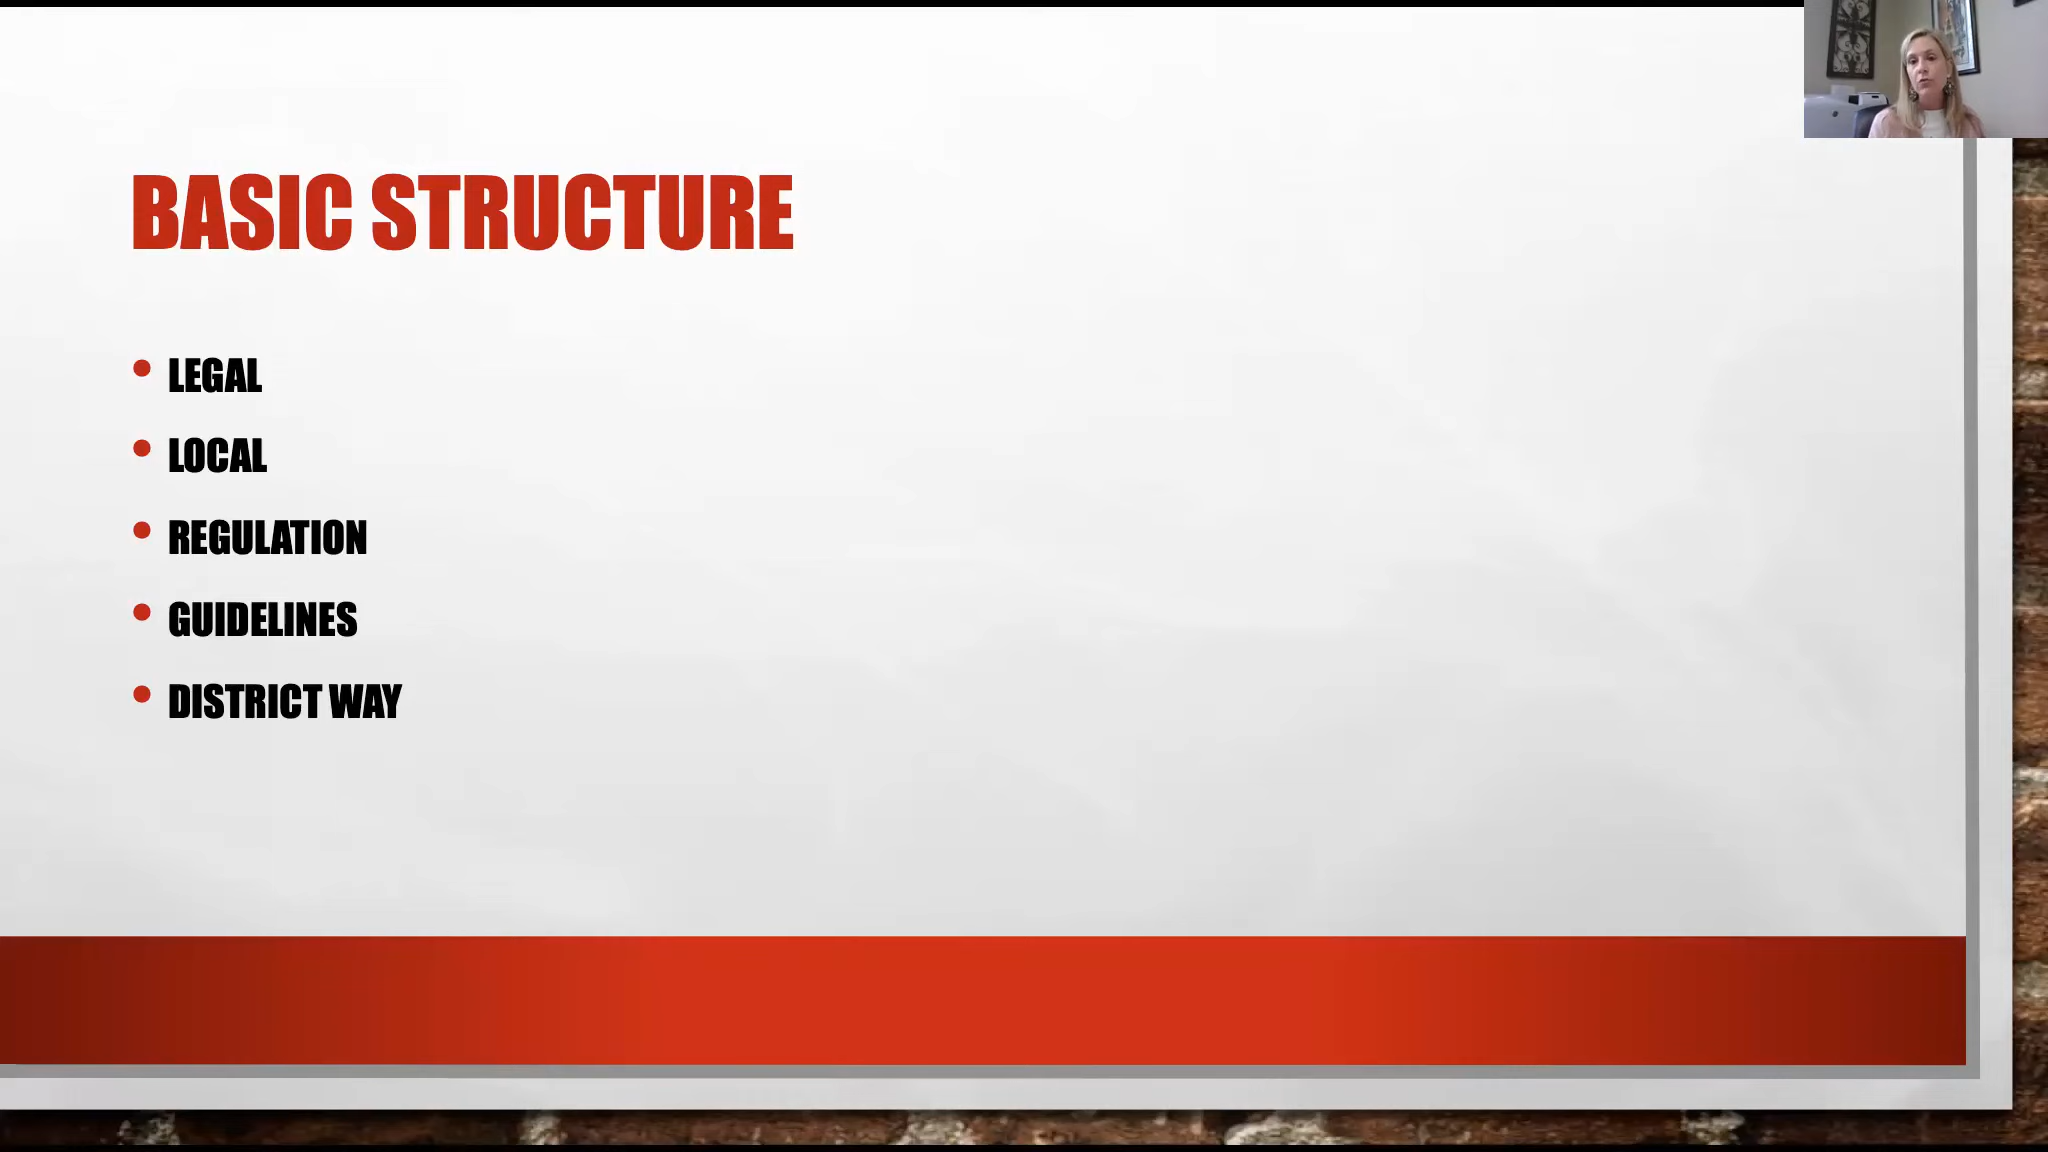 BASIC STRUCTURE
• LEGAL
• LOCAL
• REGULATION
• GUIDELINES
• DISTRICT WAY